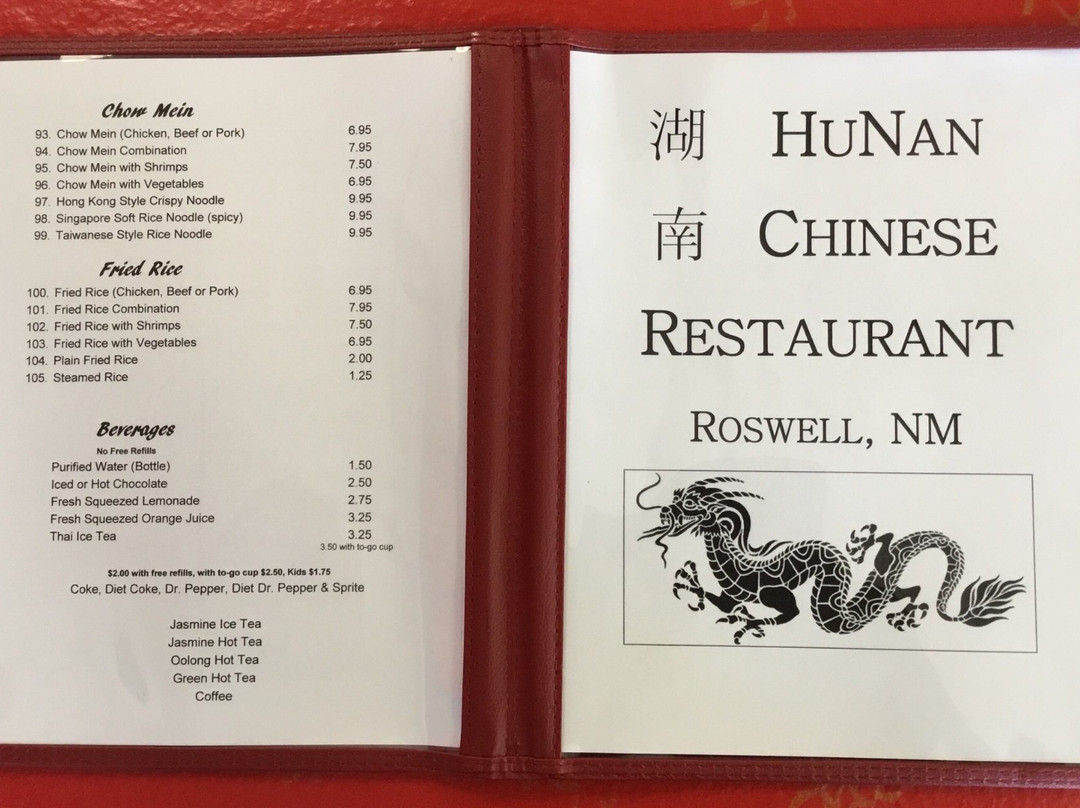 Chow Mein
93. Chow Mein (Chicken, Beef or Pork) 6.95
94. Chow Mein Combination 7.95
95. Chow Mein with Shrimps 7.50
96. Chow Mein with Vegetables 6.95
97. Hong Kong Style Crispy Noodle 9.95
98. Singapore Soft Rice Noodle (spicy) 9.95
99. Taiwanese Style Rice Noodle 9.95
Fried Rice
100. Fried Rice (Chicken, Beef or Pork) 6.95
101. Fried Rice Combination 7.95
102. Fried Rice with Shrimps 7.50
103. Fried Rice with Vegetables 6.95
104. Plain Fried Rice 2.00
105. Steamed Rice 1.25
Beverages
No Free Refills
Purified Water (Bottle) 1.50
Iced or Hot Chocolate 2.50
Fresh Squeezed Lemonade 2.75
Fresh Squeezed Orange Juice 3.25
Thai Ice Tea 3.25
3.50 with to-go cup
$2.00 with free refills, with to-go cup $2.50, Kids $1.75
Coke, Diet Coke, Dr. Pepper, Diet Dr. Pepper & Sprite
Jasmine Ice Tea
Jasmine Hot Tea
Oolong Hot Tea
Green Hot Tea
Coffee
湖 HUNAN
南 CHINESE
RESTAURANT
ROSWELL, NM